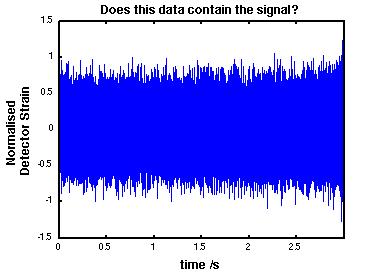 Does this data contain the signal?
1.5
1
0.5
0
-0.5
-1
-1.5
Normalised
Detector Strain
0 0.5 1 1.5 2 2.5
time /s